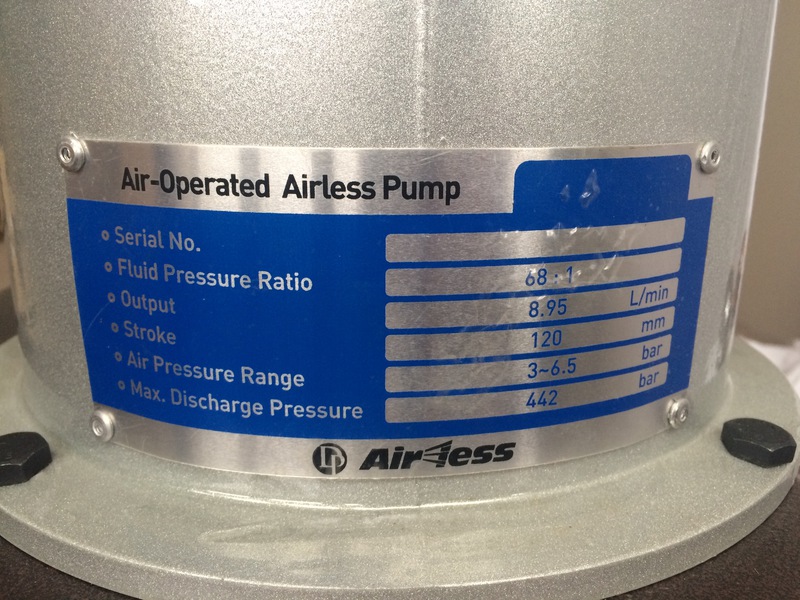 Air-Operated Airless Pump
Serial No.
Fluid Pressure Ratio 68 : 1
Output 8.95 L/min
Stroke 120 mm
Air Pressure Range 3~6.5 bar
Max. Discharge Pressure 442 bar
Airless